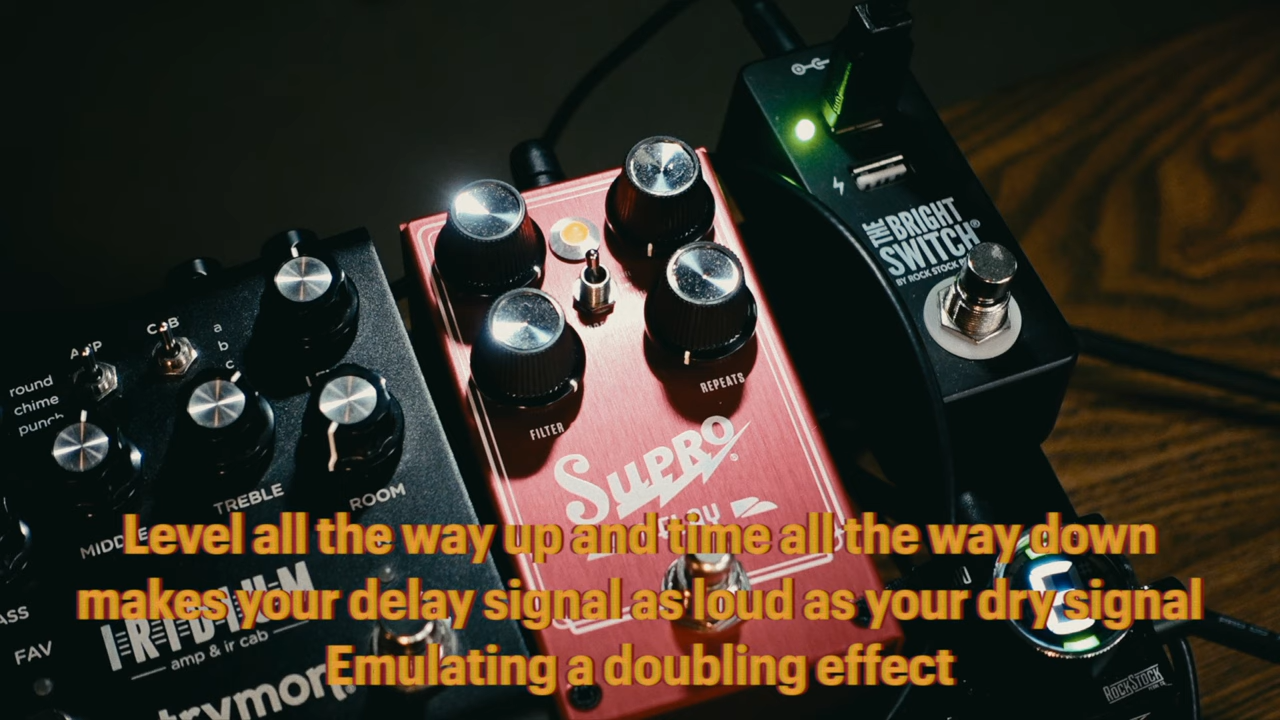 THE
BRIGHT
SWITCH®
BY ROCK STOCK
CAB
a
b
c
AMP
round
chime
punch
REPEATS
FILTER
SUPRO®
TREBLE
ROOM
MIDDLE
DELAY
Level all the way up and time all the way down
makes your delay signal as loud as your dry signal
Emulating a doubling effect
FAV
IRIDIUM
amp & ir cab
ROCKSTOCK